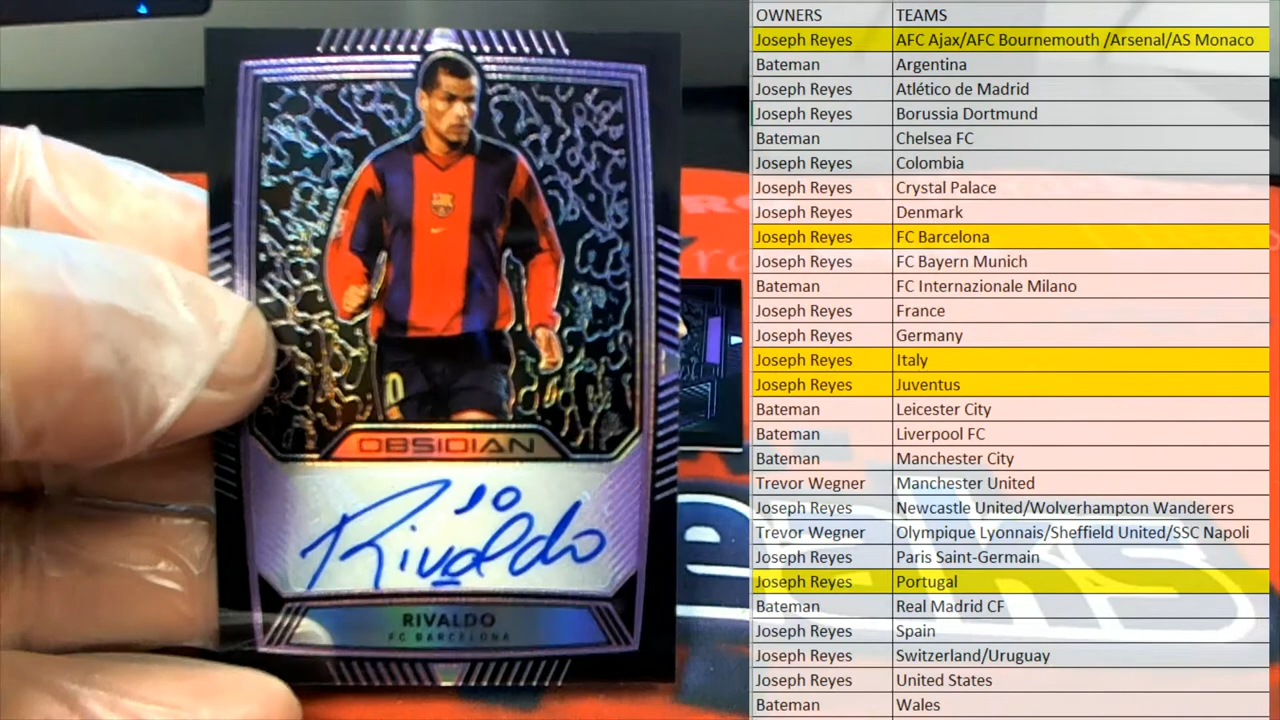 OBSIDIAN
10
Rivaldo
RIVALDO
FC BARCELONA
OWNERS TEAMS
Joseph Reyes AFC Ajax/AFC Bournemouth /Arsenal/AS Monaco
Bateman Argentina
Joseph Reyes Atlético de Madrid
Joseph Reyes Borussia Dortmund
Bateman Chelsea FC
Joseph Reyes Colombia
Joseph Reyes Crystal Palace
Joseph Reyes Denmark
Joseph Reyes FC Barcelona
Joseph Reyes FC Bayern Munich
Bateman FC Internazionale Milano
Joseph Reyes France
Joseph Reyes Germany
Joseph Reyes Italy
Joseph Reyes Juventus
Bateman Leicester City
Bateman Liverpool FC
Bateman Manchester City
Trevor Wegner Manchester United
Joseph Reyes Newcastle United/Wolverhampton Wanderers
Trevor Wegner Olympique Lyonnais/Sheffield United/SSC Napoli
Joseph Reyes Paris Saint-Germain
Joseph Reyes Portugal
Bateman Real Madrid CF
Joseph Reyes Spain
Joseph Reyes Switzerland/Uruguay
Joseph Reyes United States
Bateman Wales